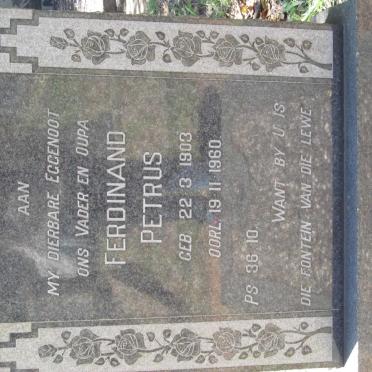 AAN
MY DIERBARE EGGENOOT
ONS VADER EN OUPA
FERDINAND
PETRUS
GEB. 22·3·1903
OORL. 19·11·1960
PS. 36:10. WANT BY U IS
DIE FONTEIN VAN DIE LEWE